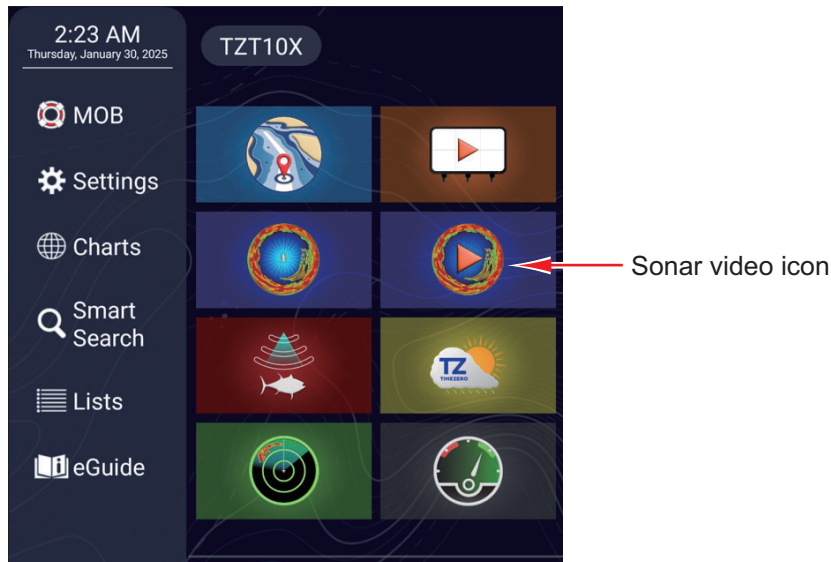 2:23 AM
Thursday, January 30, 2025
TZT10X
MOB
Settings
Charts
Smart
Search
Lists
eGuide
TZ
TIMEZERO
Sonar video icon